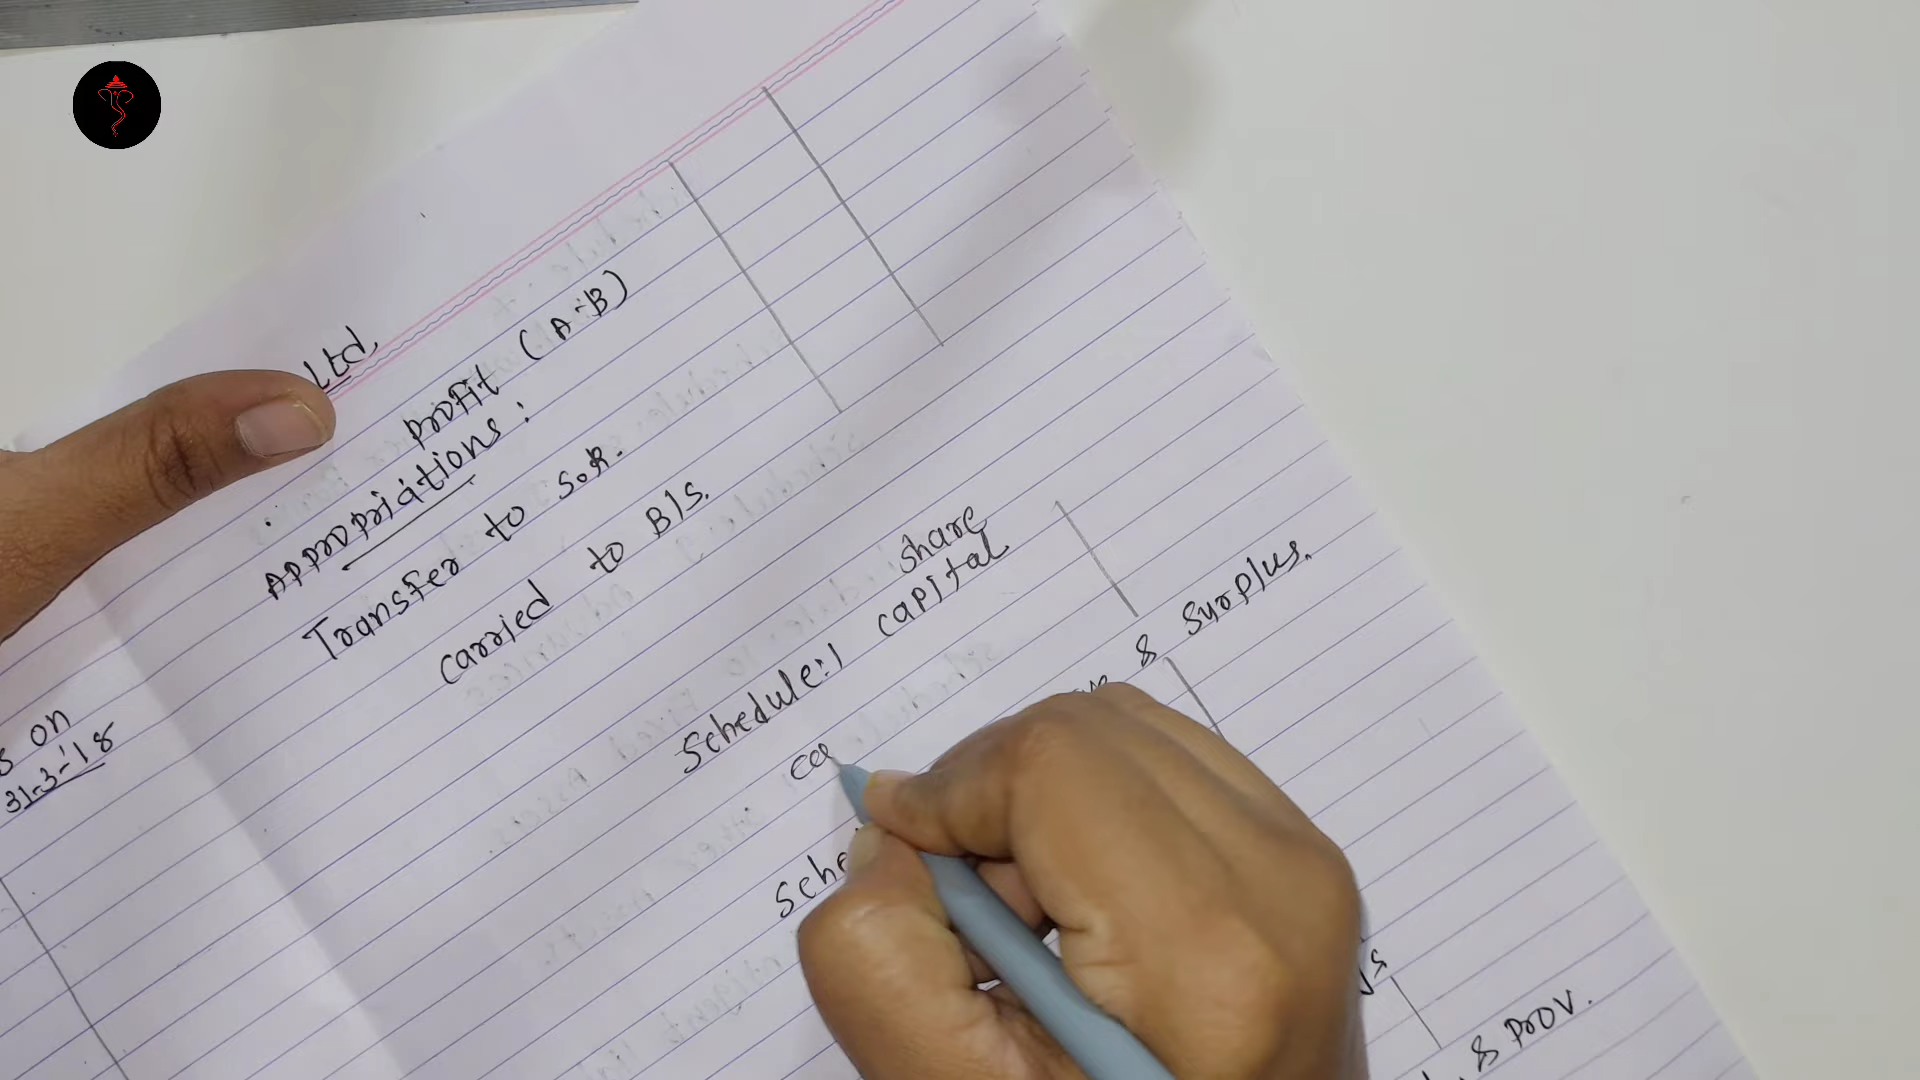 Ltd.
Profit (A-B)
Appropriations:
Transfer to S.R.
Carried to B/S.
Schedule:1 share
capital
& Surplus.
on
31-3-18
& Prov.